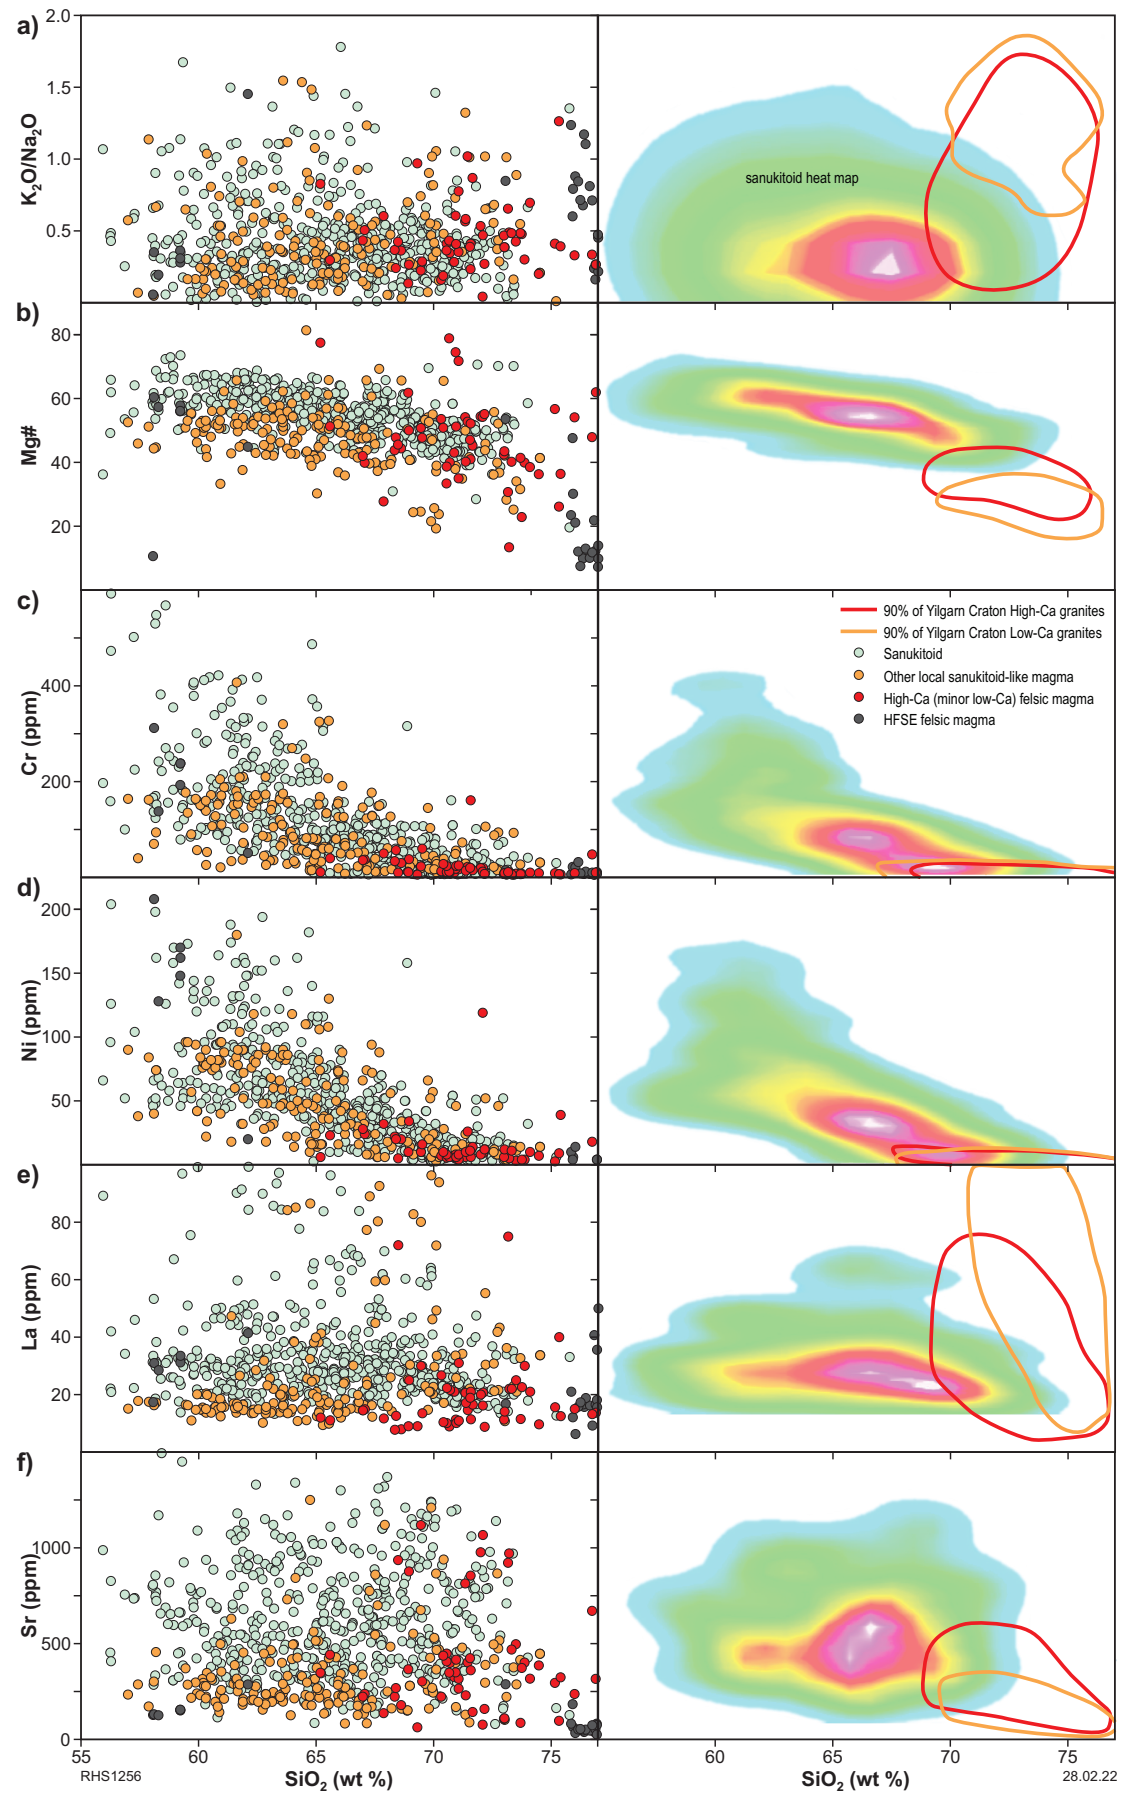 a)
2.0
1.5
1.0
0.5
K2O/Na2O
sanukitoid heat map
b)
80
60
40
20
Mg#
c)
400
200
Cr (ppm)
90% of Yilgarn Craton High-Ca granites
90% of Yilgarn Craton Low-Ca granites
Sanukitoid
Other local sanukitoid-like magma
High-Ca (minor low-Ca) felsic magma
HFSE felsic magma
d)
200
150
100
50
Ni (ppm)
e)
80
60
40
20
La (ppm)
f)
1000
500
0
Sr (ppm)
55 60 65 70 75
60 65 70 75
RHS1256
SiO2 (wt %)
SiO2 (wt %)
28.02.22